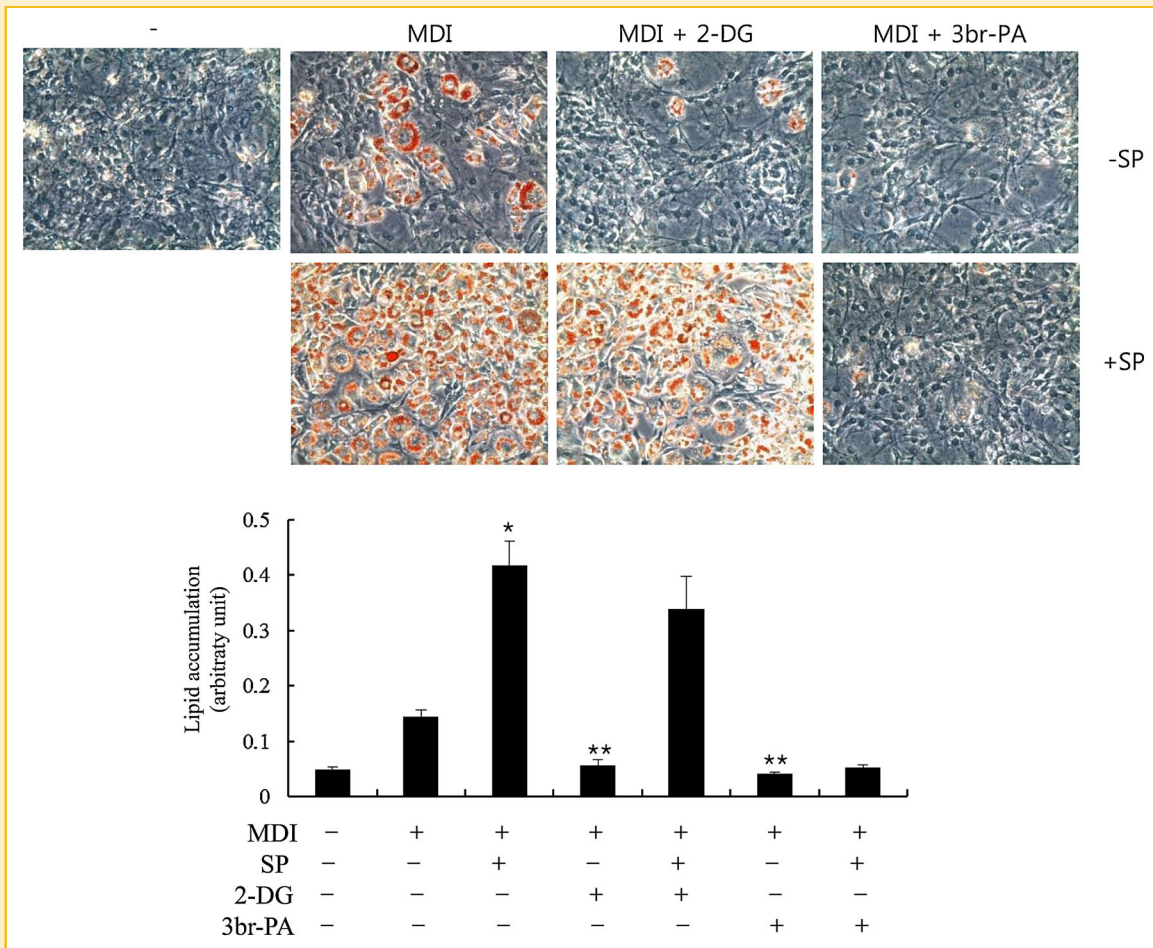 - MDI MDI + 2-DG MDI + 3br-PA
-SP
+SP
Lipid accumulation
(arbitraty unit)
0.5
0.4
0.3
0.2
0.1
0
*
**
**
MDI − + + + + + +
SP − − + − + − +
2-DG − − − + + − −
3br-PA − − − − − + +